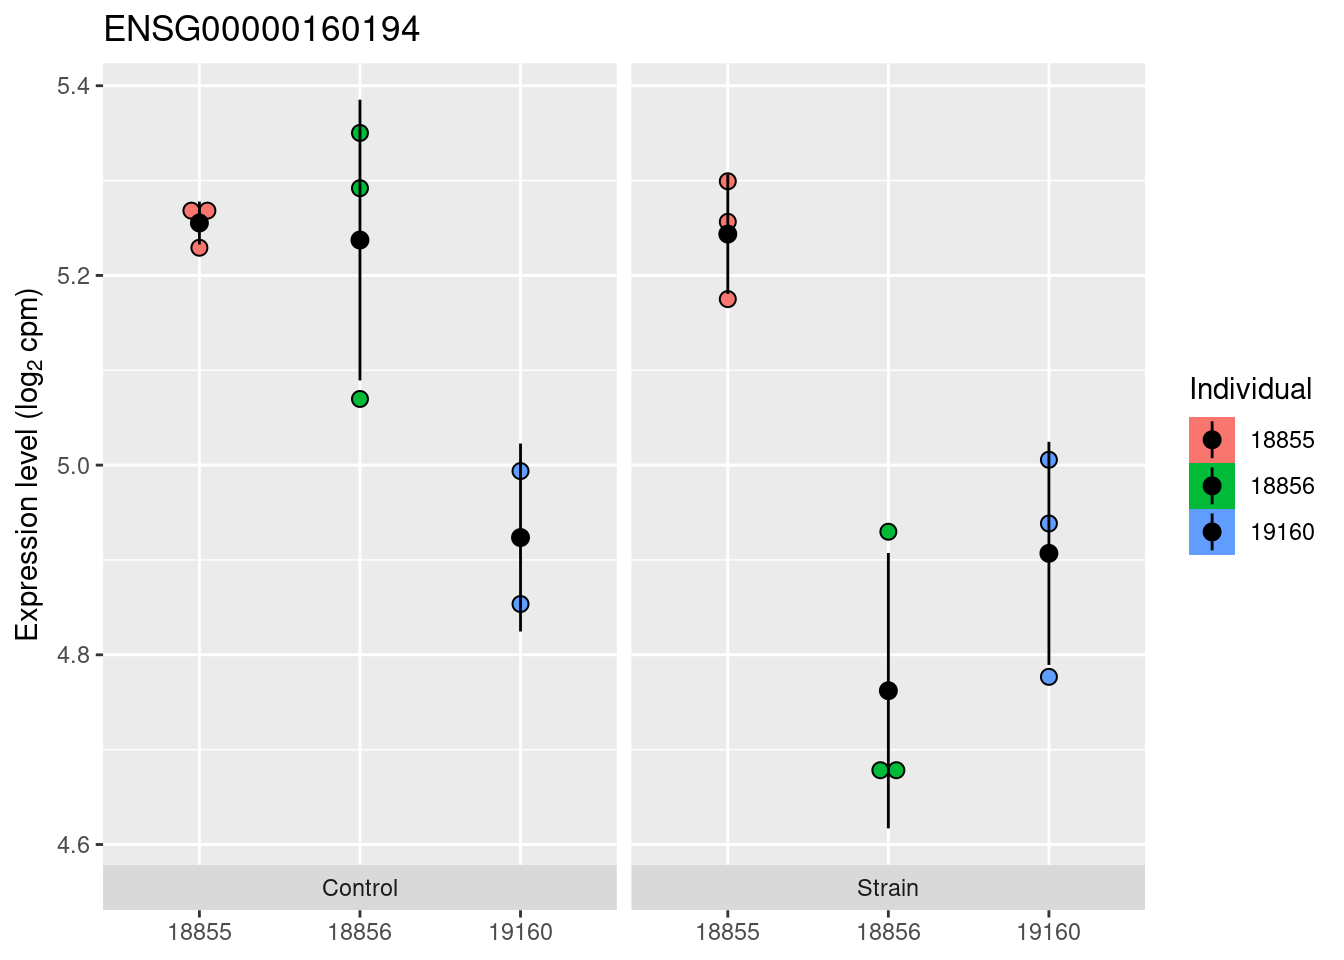 ENSG00000160194
Expression level (log₂ cpm)
5.4
5.2
5.0
4.8
4.6
Control
Strain
18855 18856 19160
18855 18856 19160
Individual
18855
18856
19160